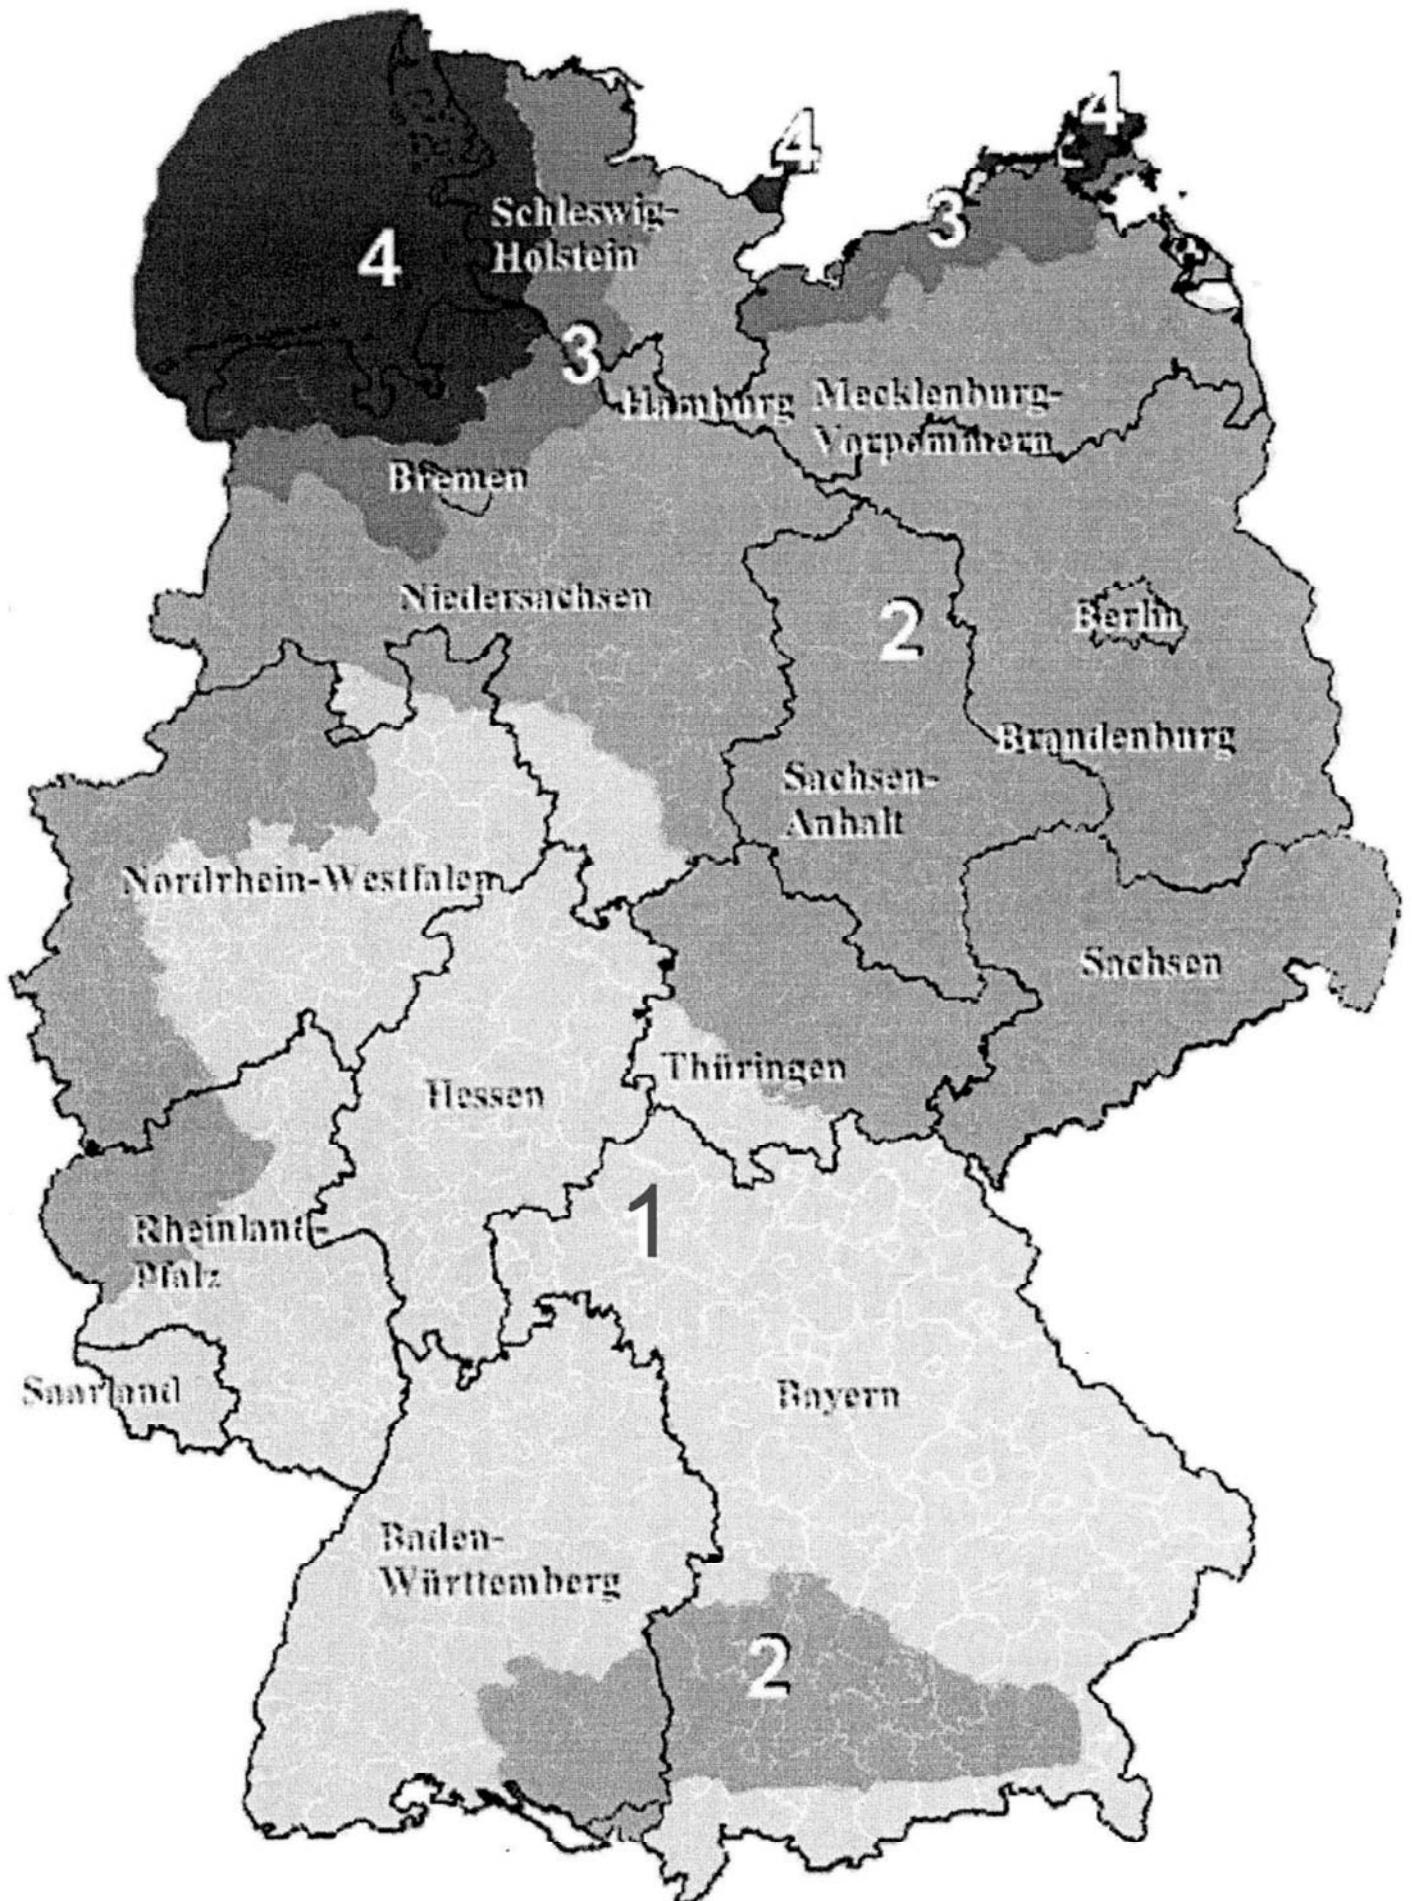 4
4
Schleswig-
Holstein
3
4
3
Hamburg
Mecklenburg-
Vorpommern
Bremen
Niedersachsen
2
Berlin
Brandenburg
Sachsen-
Anhalt
Nordrhein-Westfalen
Sachsen
Thüringen
Hessen
1
Rheinland-
Pfalz
Saarland
Bayern
Baden-
Württemberg
2